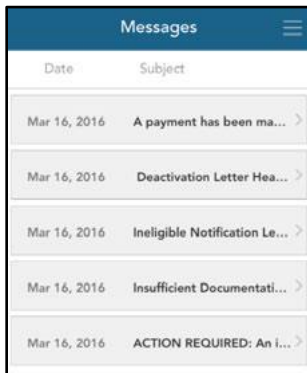 Messages
Date Subject
Mar 16, 2016 A payment has been ma...
Mar 16, 2016 Deactivation Letter Hea...
Mar 16, 2016 Ineligible Notification Le...
Mar 16, 2016 Insufficient Documentati...
Mar 16, 2016 ACTION REQUIRED: An i...